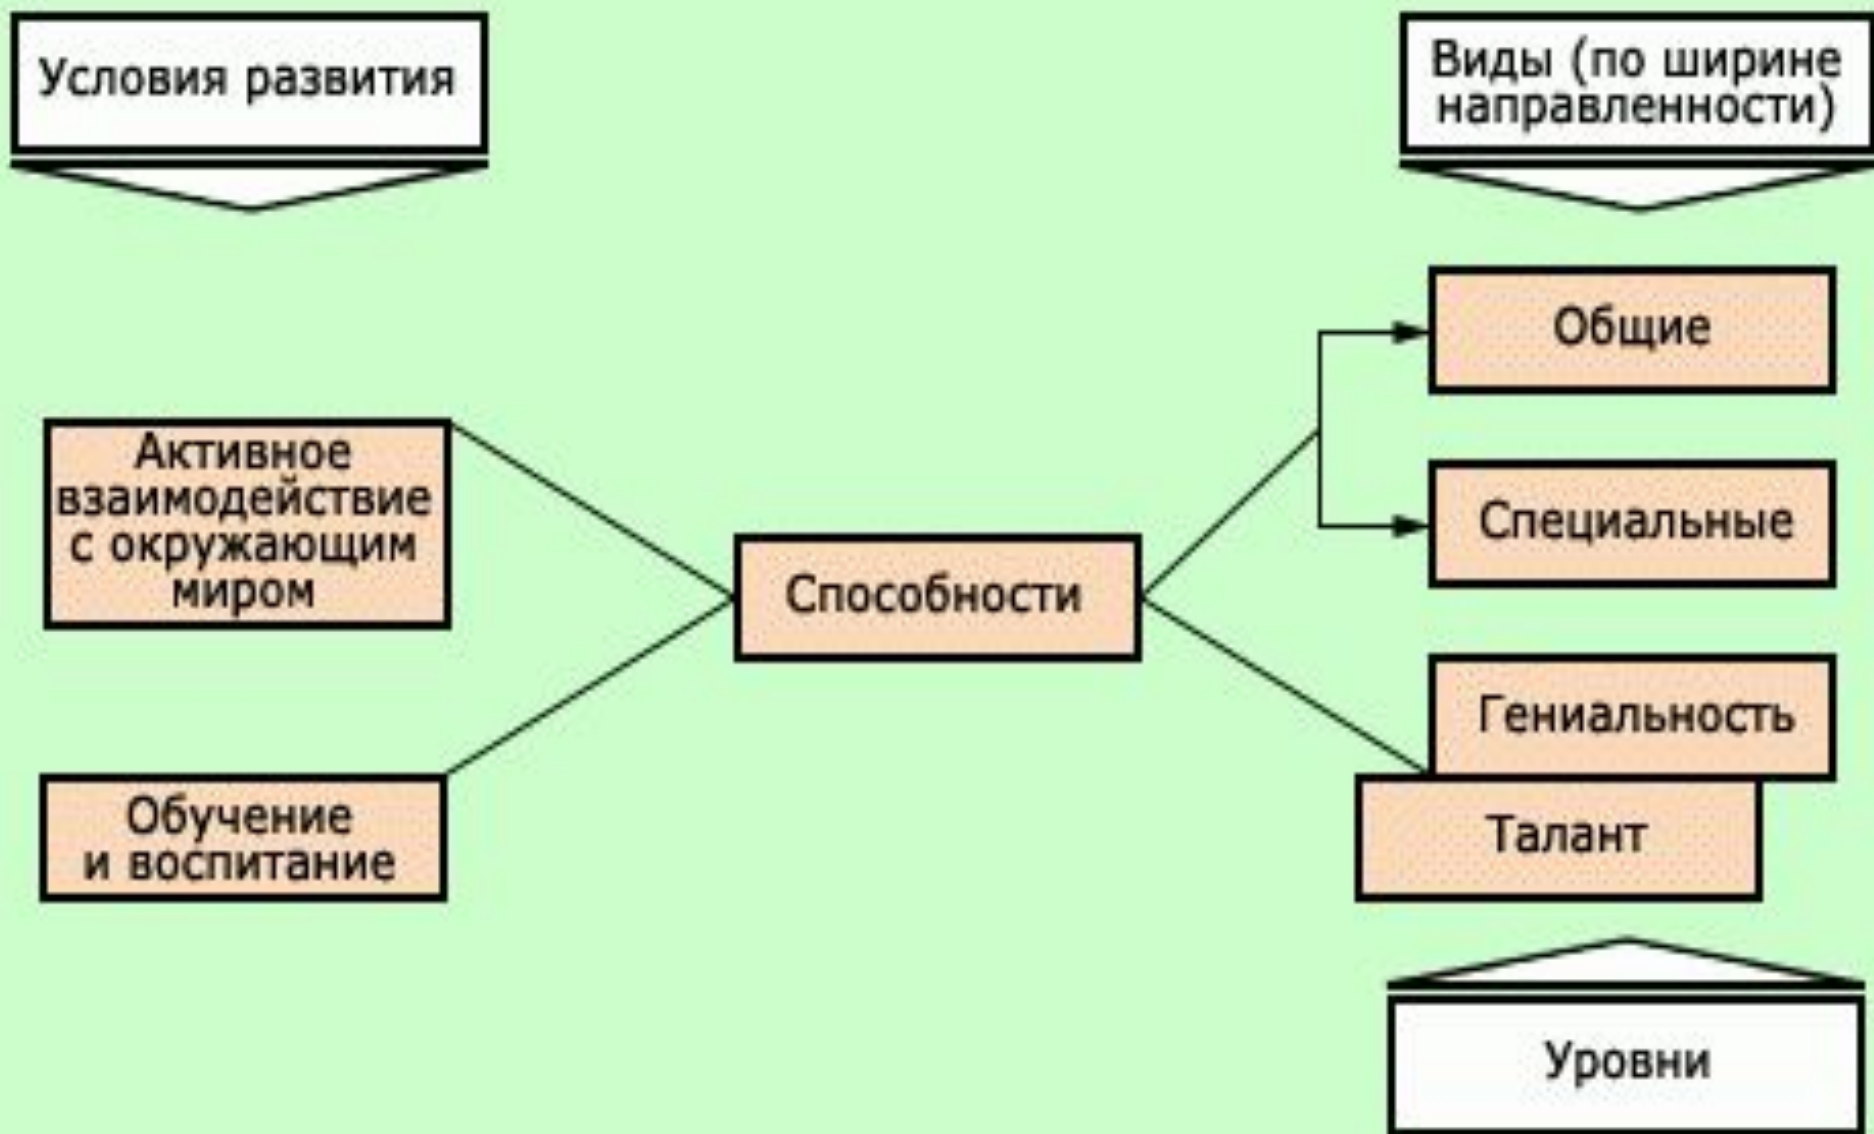 Условия развития
Виды (по ширине
направленности)
Общие
Активное
взаимодействие
с окружающим
миром
Специальные
Способности
Гениальность
Обучение
и воспитание
Талант
Уровни